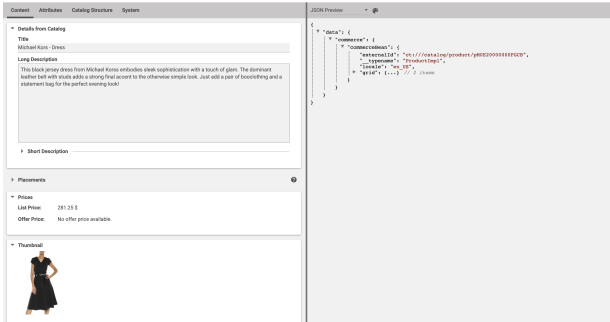 Content Attributes Catalog Structure System
Details from Catalog
Title
Michael Kors - Dress
Long Description
This black jersey dress from Michael Korss embodies sleek sophistication with a touch of glam. The dominant
leather belt with studs adds a strong final accent to the otherwise simple look. Just add a pair of booclothing and a
statement bag for the perfect evening look!
Short Description
Placements
Prices
List Price: 281.25 $
Offer Price: No offer price available.
Thumbnail
JSON Preview
{
"data": {
"commerce": {
"commerceBean": {
"externalId":
"__typename": "ProductImpl",
"locale": "en_US",
"grid": {...} // 2 items
}
}
}
}